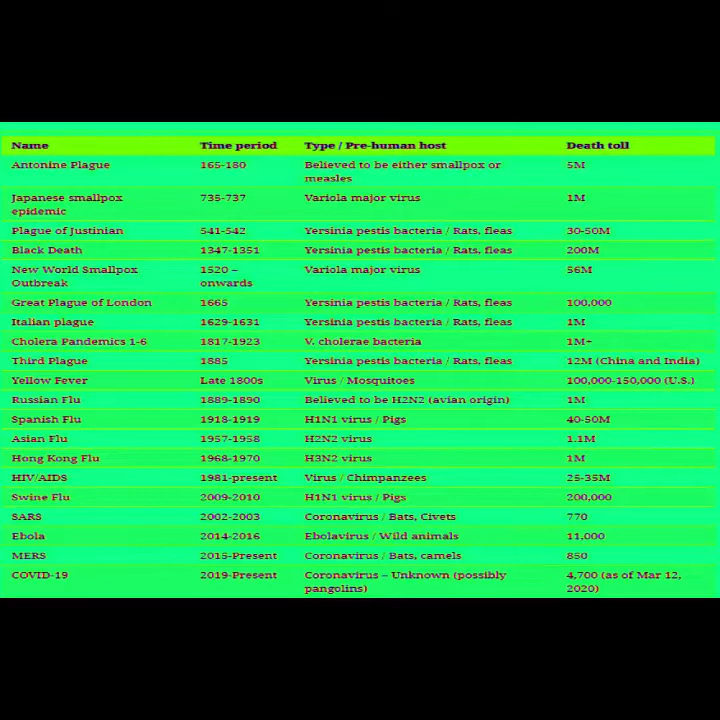 Name Time period Type / Pre-human host Death toll
Antonine Plague 165-180 Believed to be either smallpox or 5M
measles
Japanese smallpox 735-737 Variola major virus 1M
epidemic
Plague of Justinian 541-542 Yersinia pestis bacteria / Rats, fleas 30-50M
Black Death 1347-1351 Yersinia pestis bacteria / Rats, fleas 200M
New World Smallpox 1520 – Variola major virus 56M
Outbreak onwards
Great Plague of London 1665 Yersinia pestis bacteria / Rats, fleas 100,000
Italian plague 1629-1631 Yersinia pestis bacteria / Rats, fleas 1M
Cholera Pandemics 1-6 1817-1923 V. cholerae bacteria 1M+
Third Plague 1885 Yersinia pestis bacteria / Rats, fleas 12M (China and India)
Yellow Fever Late 1800s Virus / Mosquitoes 100,000-150,000 (U.S.)
Russian Flu 1889-1890 Believed to be H2N2 (avian origin) 1M
Spanish Flu 1918-1919 H1N1 virus / Pigs 40-50M
Asian Flu 1957-1958 H2N2 virus 1.1M
Hong Kong Flu 1968-1970 H3N2 virus 1M
HIV/AIDS 1981-present Virus / Chimpanzees 25-35M
Swine Flu 2009-2010 H1N1 virus / Pigs 200,000
SARS 2002-2003 Coronavirus / Bats, Civets 770
Ebola 2014-2016 Ebolavirus / Wild animals 11,000
MERS 2015-Present Coronavirus / Bats, camels 850
COVID-19 2019-Present Coronavirus – Unknown (possibly 4,700 (as of Mar 12,
pangolins) 2020)